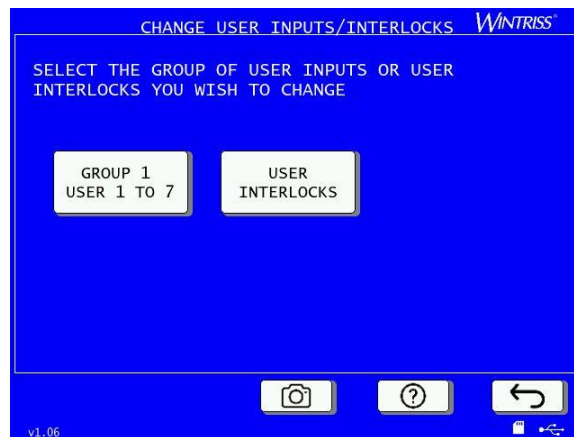 CHANGE USER INPUTS/INTERLOCKS WINTRISS®
SELECT THE GROUP OF USER INPUTS OR USER
INTERLOCKS YOU WISH TO CHANGE
GROUP 1
USER 1 TO 7
USER
INTERLOCKS
?
v1.06